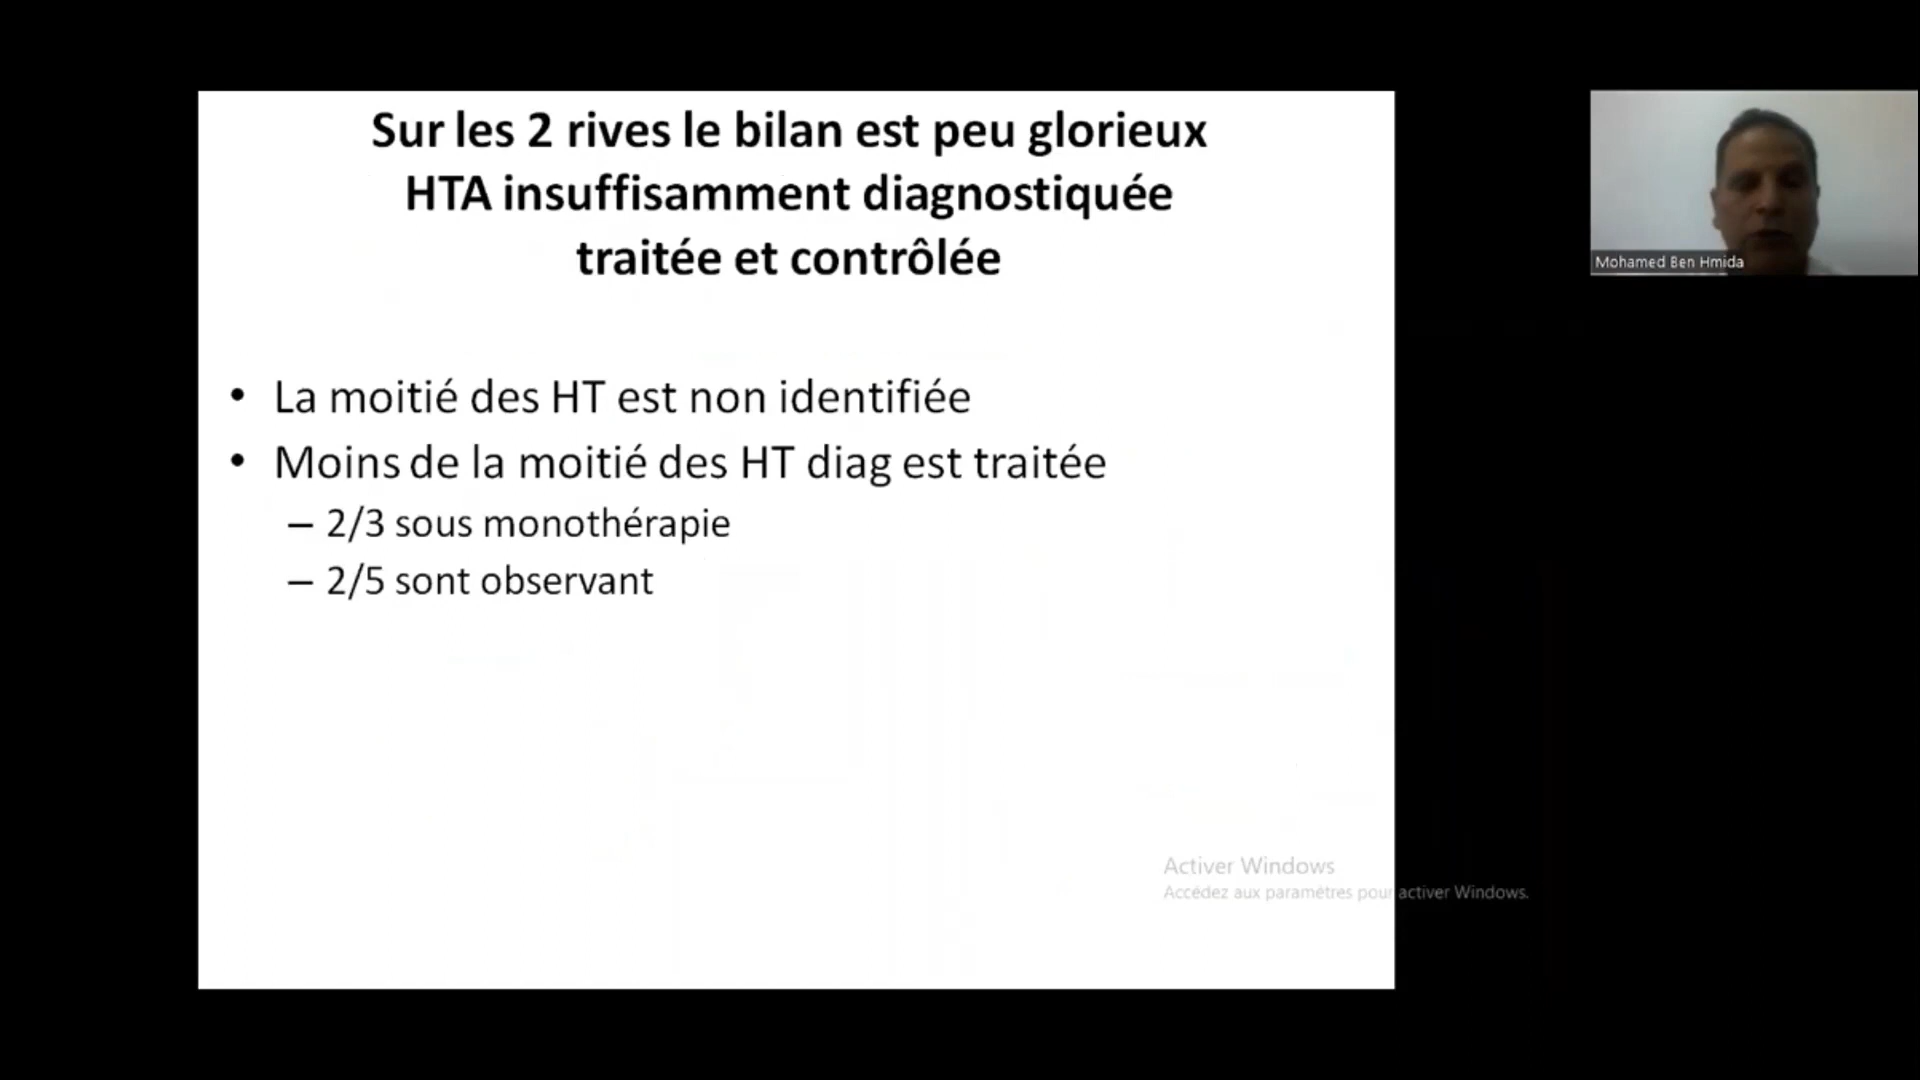 Sur les 2 rives le bilan est peu glorieux
HTA insuffisamment diagnostiquée
traitée et contrôlée
• La moitié des HT est non identifiée
• Moins de la moitié des HT diag est traitée
– 2/3 sous monothérapie
– 2/5 sont observant
Mohamed Ben Hmida
Activer Windows
Accédez aux paramètres pour activer Windows.